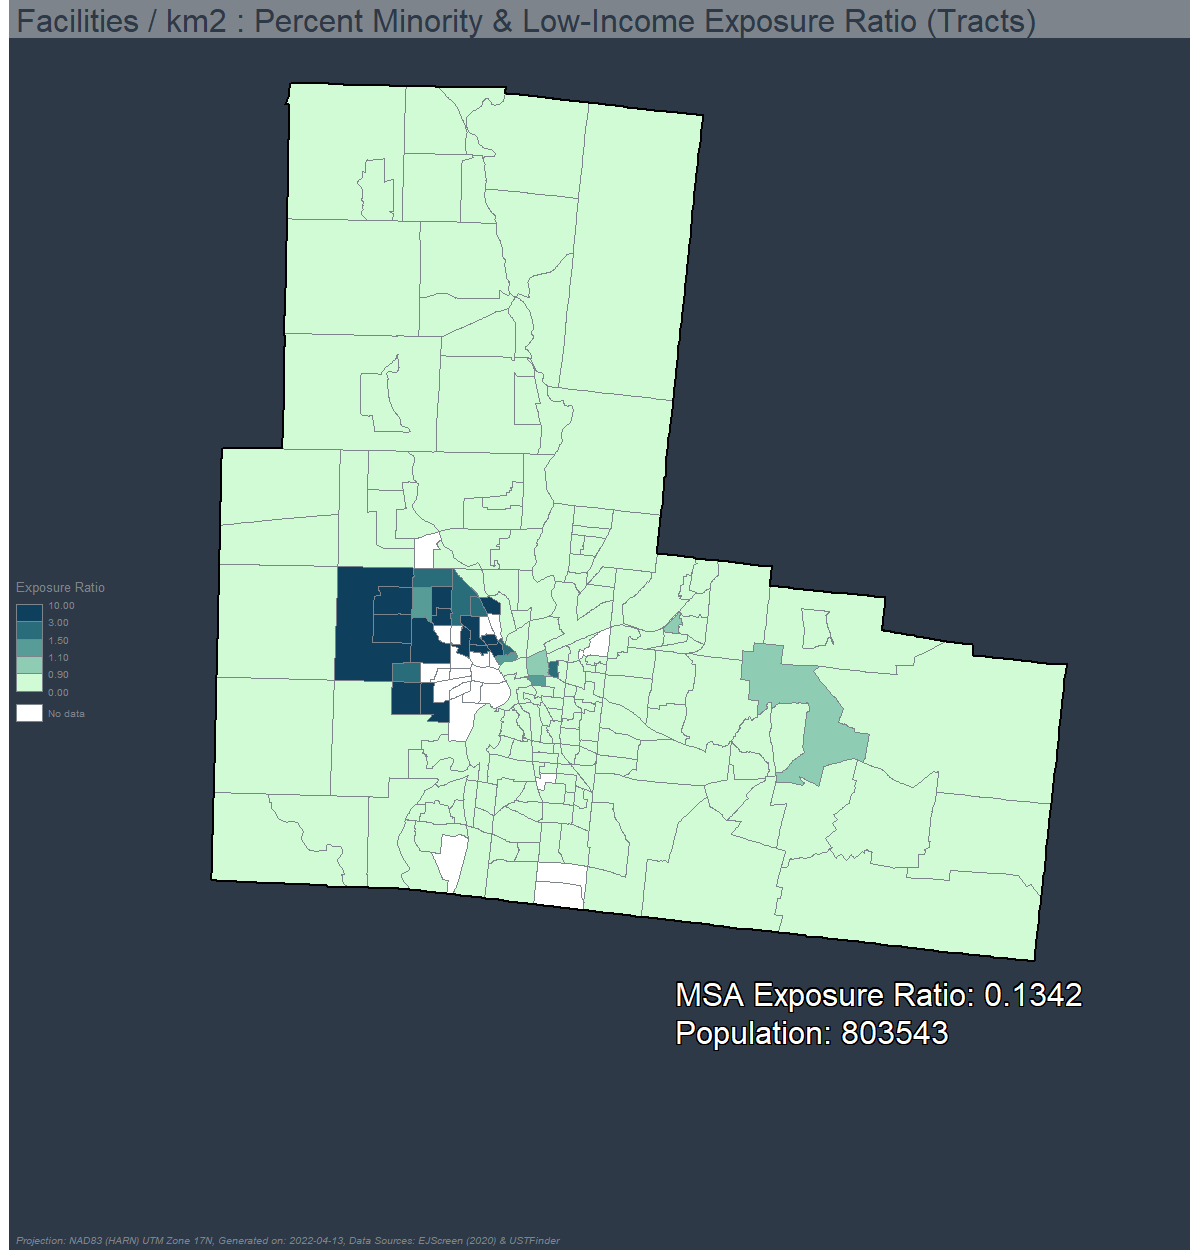 Facilities / km2 : Percent Minority & Low-Income Exposure Ratio (Tracts)
Exposure Ratio
10.00
3.00
1.50
1.10
0.90
0.00
No data
MSA Exposure Ratio: 0.1342
Population: 803543
Projection: NAD83 (HARN) UTM Zone 17N, Generated on: 2022-04-13, Data Sources: EJScreen (2020) & USTFinder